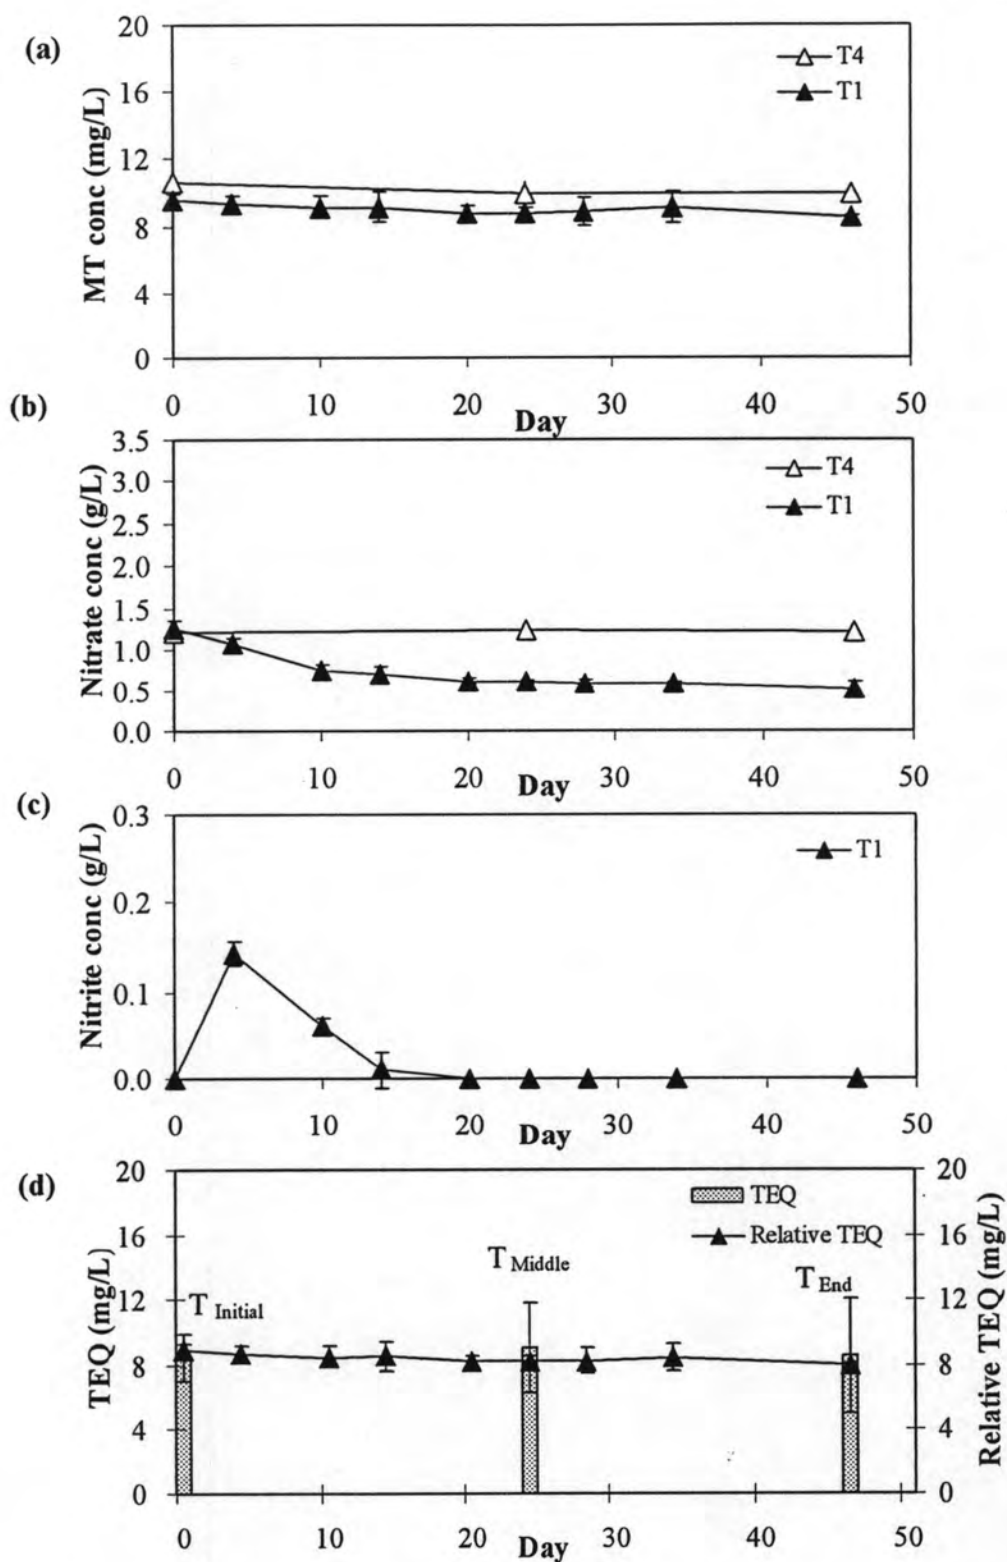 (a)
MT conc (mg/L)
20
16
12
8
4
0
T4
T1
0 10 20 30 40 50
Day
(b)
Nitrate conc (g/L)
3.5
3.0
2.5
2.0
1.5
1.0
0.5
0.0
T4
T1
0 10 20 30 40 50
Day
(c)
Nitrite conc (g/L)
0.3
0.2
0.1
0.0
T1
0 10 20 30 40 50
Day
(d)
TEQ (mg/L)
20
16
12
8
4
0
TEQ
Relative TEQ
T Initial
T Middle
T End
20
16
12
8
4
0
Relative TEQ (mg/L)
0 10 20 30 40 50
Day